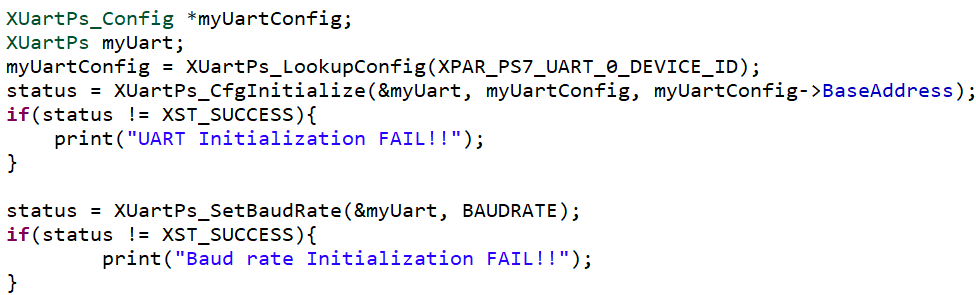 XUartPs_Config *myUartConfig;
XUartPs myUart;
myUartConfig = XUartPs_LookupConfig(XPAR_PS7_UART_0_DEVICE_ID);
status = XUartPs_CfgInitialize(&myUart, myUartConfig, myUartConfig->BaseAddress);
if(status != XST_SUCCESS){
    print("UART Initialization FAIL!!");
}

status = XUartPs_SetBaudRate(&myUart, BAUDRATE);
if(status != XST_SUCCESS){
        print("Baud rate Initialization FAIL!!");
}